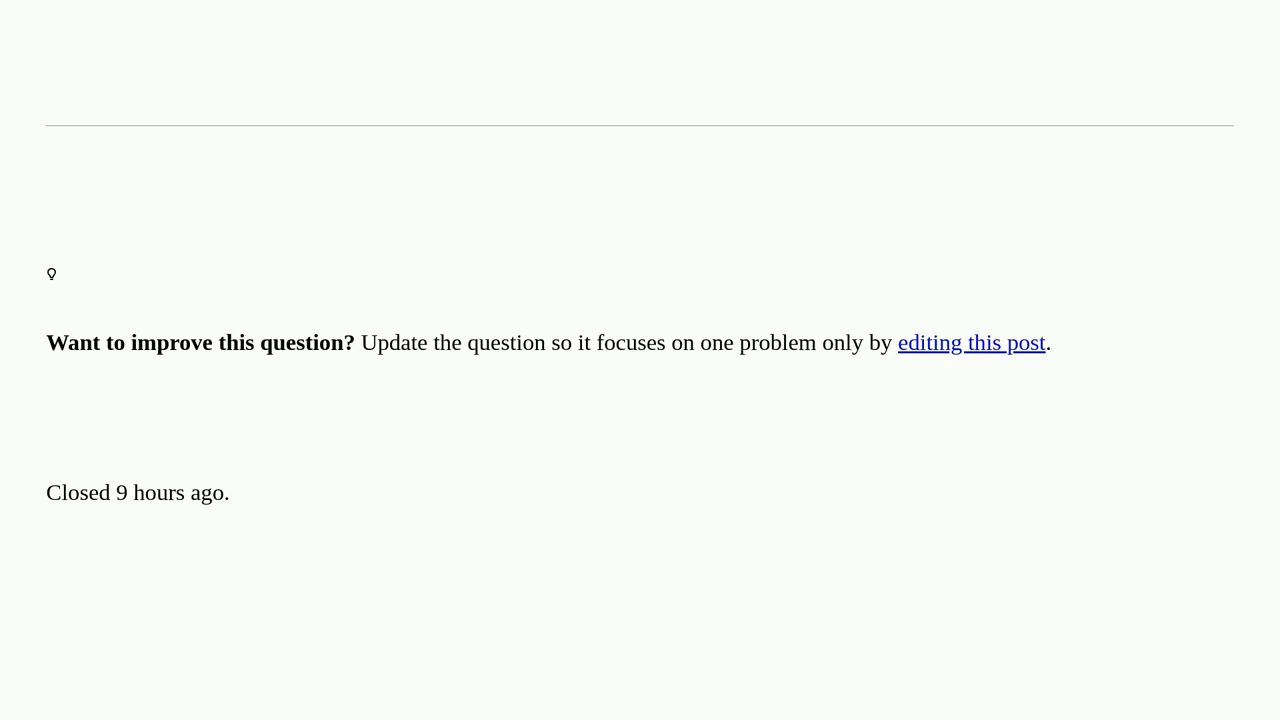 Want to improve this question? Update the question so it focuses on one problem only by editing this post.
Closed 9 hours ago.